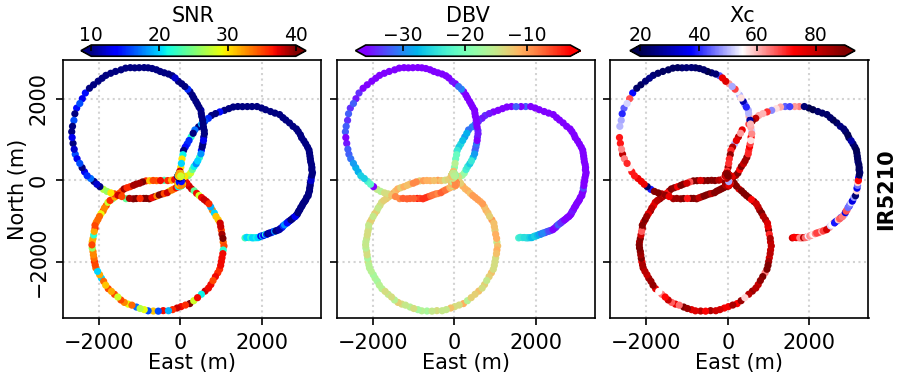 SNR
DBV
Xc
10 20 30 40
−30 −20 −10
20 40 60 80
North (m)
2000
0
−2000
IR5210
−2000 0 2000
−2000 0 2000
−2000 0 2000
East (m)
East (m)
East (m)